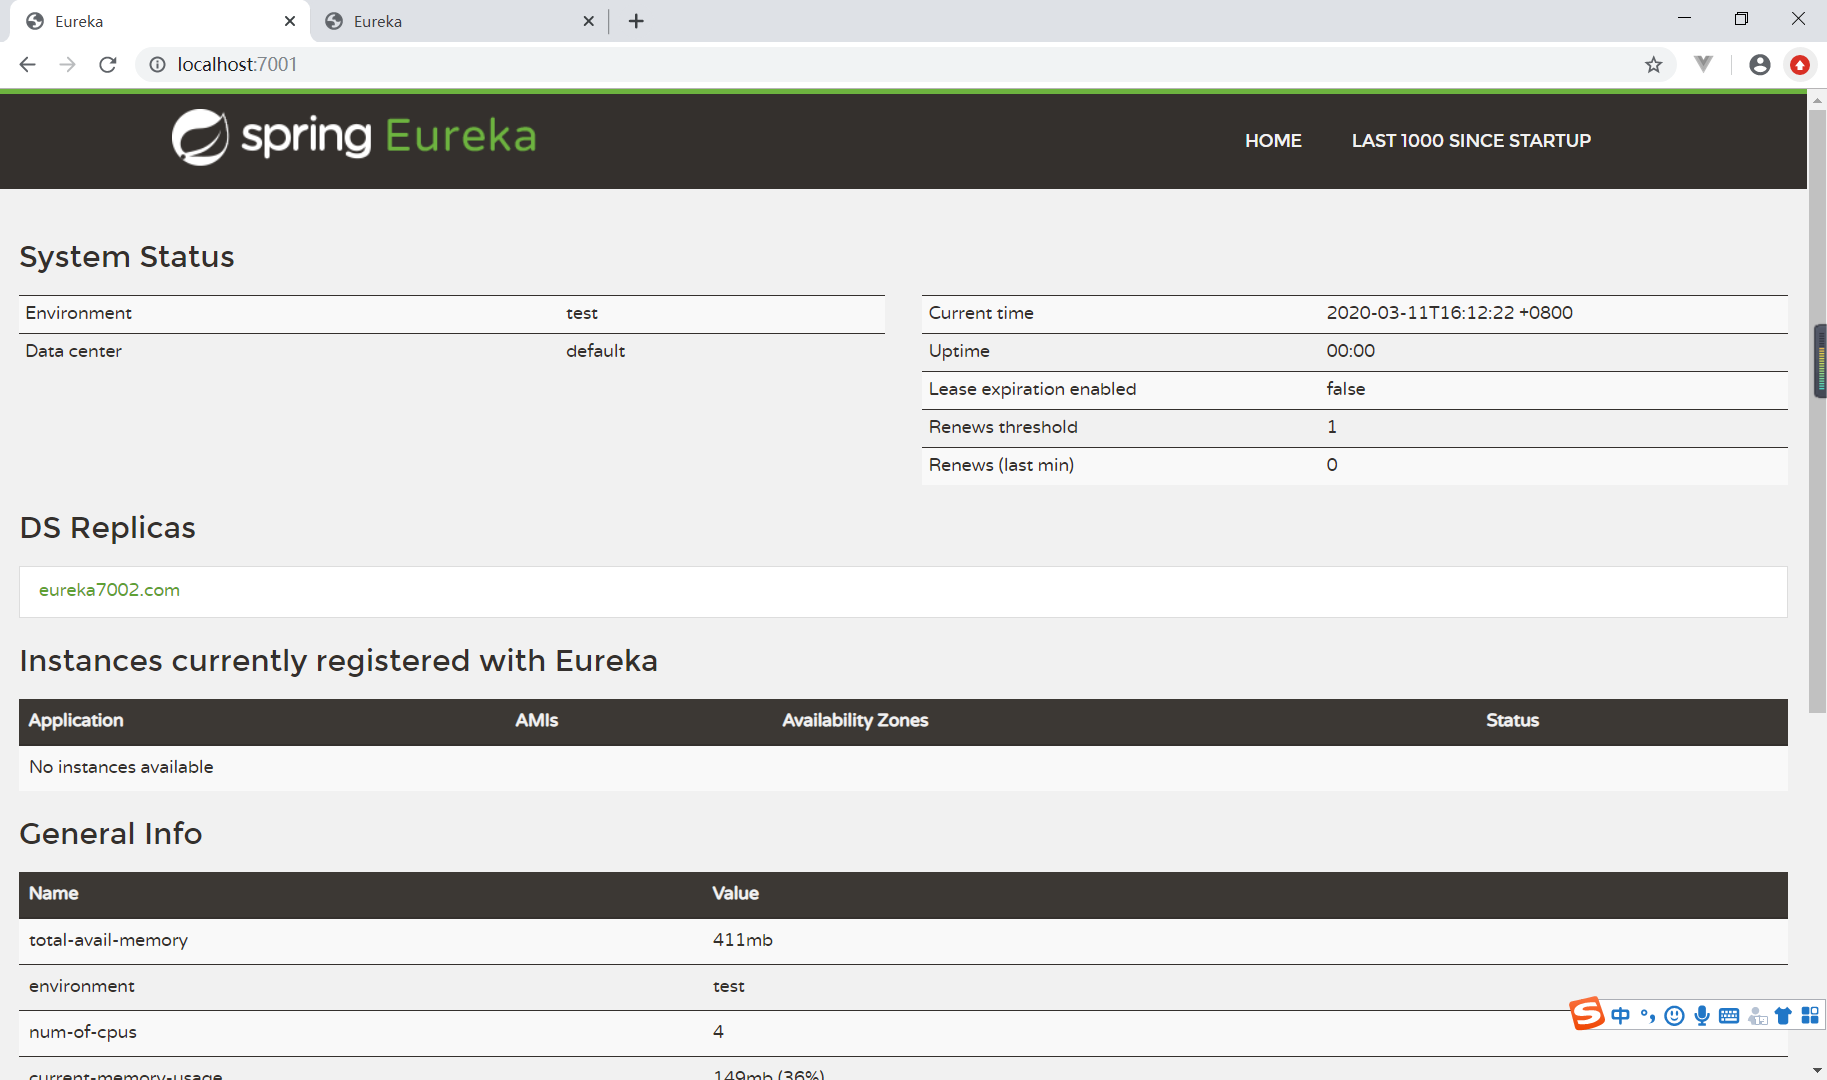 Eureka
Eureka
localhost:7001
spring Eureka
HOME
LAST 1000 SINCE STARTUP
System Status
Environment test
Data center default
Current time 2020-03-11T16:12:22 +0800
Uptime 00:00
Lease expiration enabled false
Renews threshold 1
Renews (last min) 0
DS Replicas
eureka7002.com
Instances currently registered with Eureka
Application AMIs Availability Zones Status
No instances available
General Info
Name Value
total-avail-memory 411mb
environment test
num-of-cpus 4
current-memory-usage 149mb (36%)
中